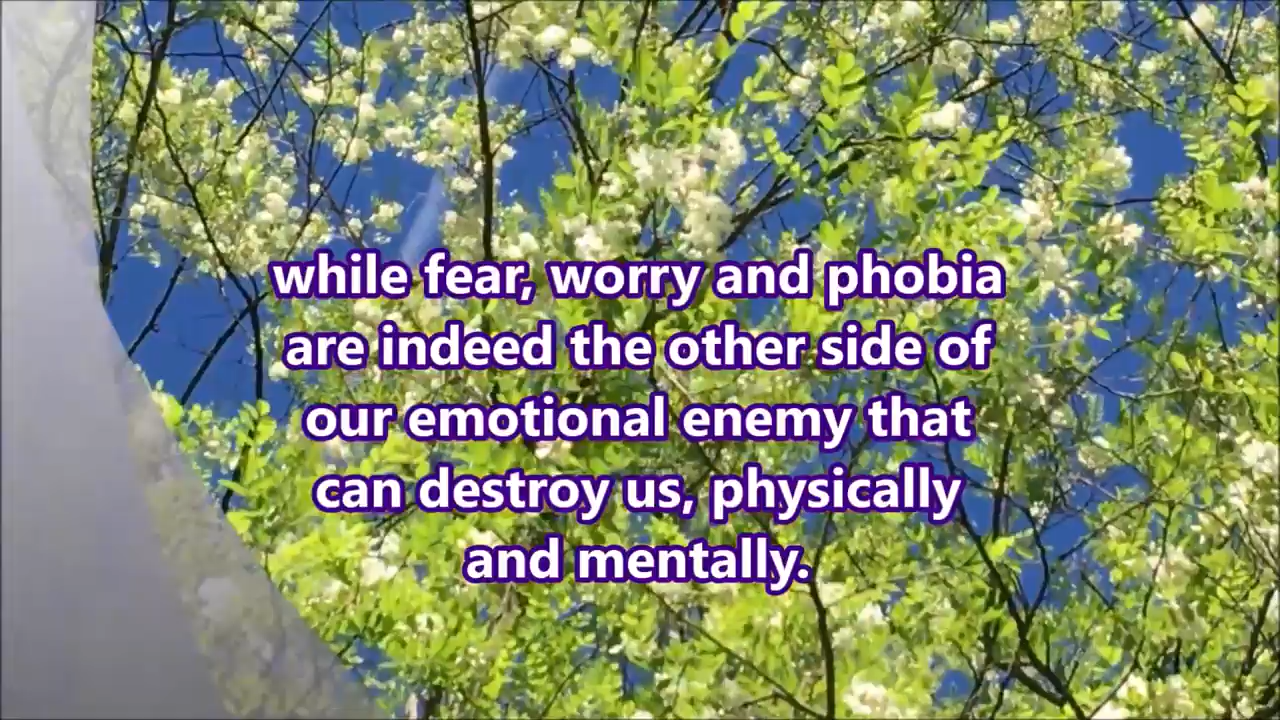 while fear, worry and phobia
are indeed the other side of
our emotional enemy that
can destroy us, physically
and mentally.